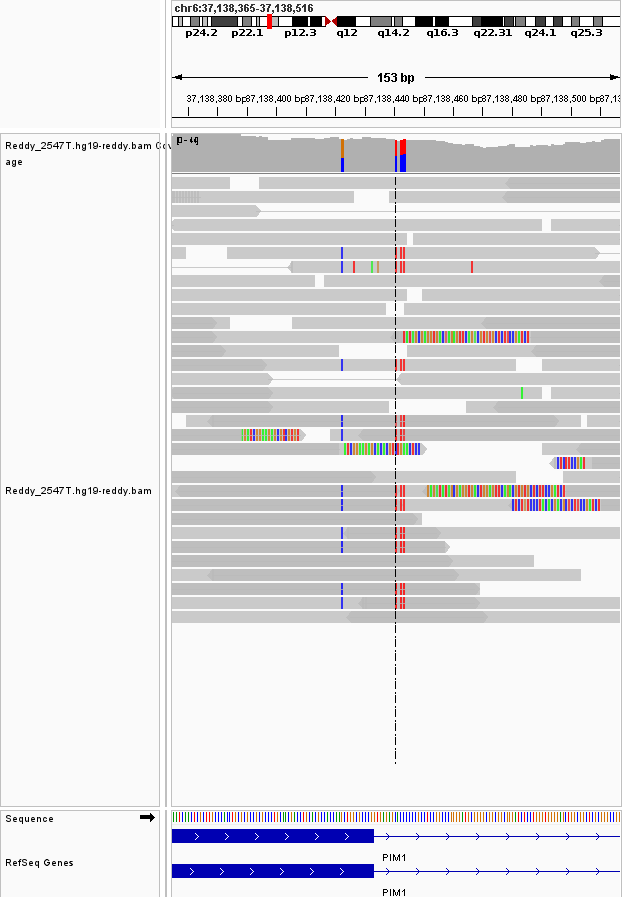 chr6:37,138,365-37,138,516
p24.2 p22.1 p12.3 q12 q14.2 q16.3 q22.31 q24.1 q25.3
153 bp
37,138,380 bp 37,138,400 bp 37,138,420 bp 37,138,440 bp 37,138,460 bp 37,138,480 bp 37,138,500 bp 37,13
Reddy_2547T.hg19-reddy.bam Cov
age
Reddy_2547T.hg19-reddy.bam
Sequence
PIM1
RefSeq Genes
PIM1